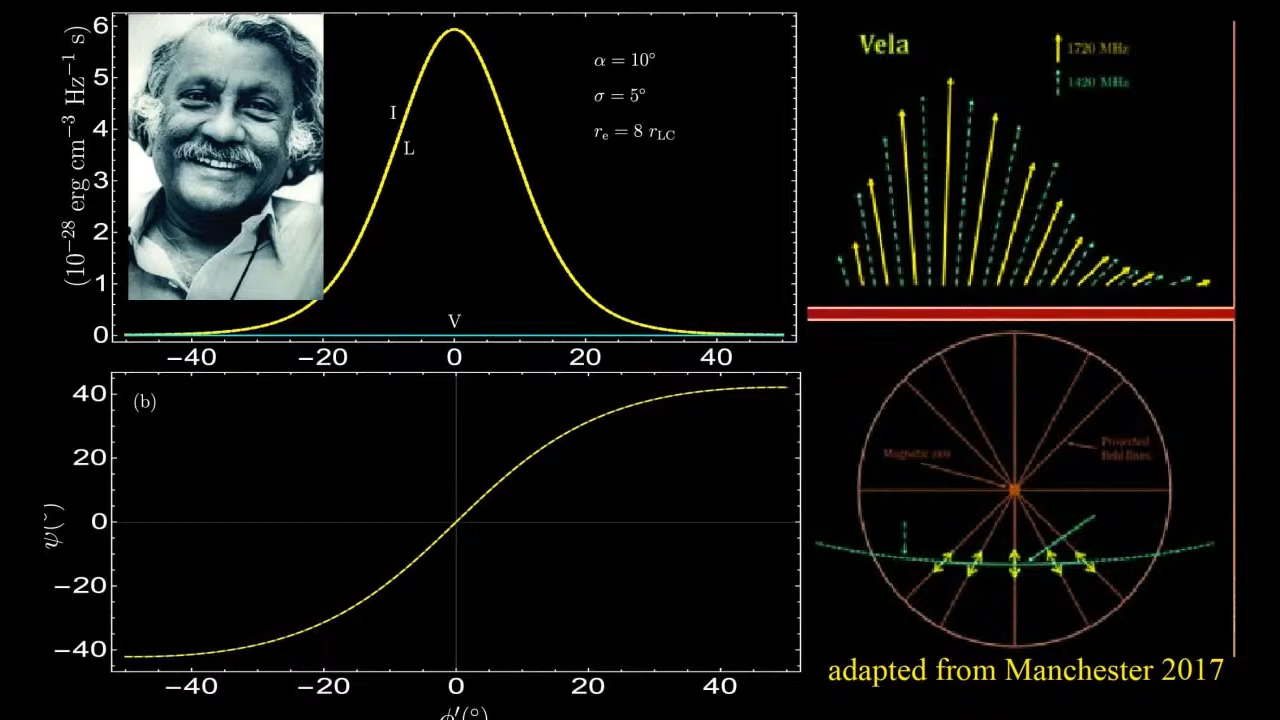 (10⁻²⁸ erg cm⁻³ Hz⁻¹ s)
6
5
4
3
2
1
0
I
L
V
α = 10°
σ = 5°
rₑ = 8 r_LC
−40 −20 0 20 40
(b)
40
20
0
−20
−40
−40 −20 0 20 40
Vela
1720 MHz
1420 MHz
Magnetic axis
Projected
field lines
adapted from Manchester 2017